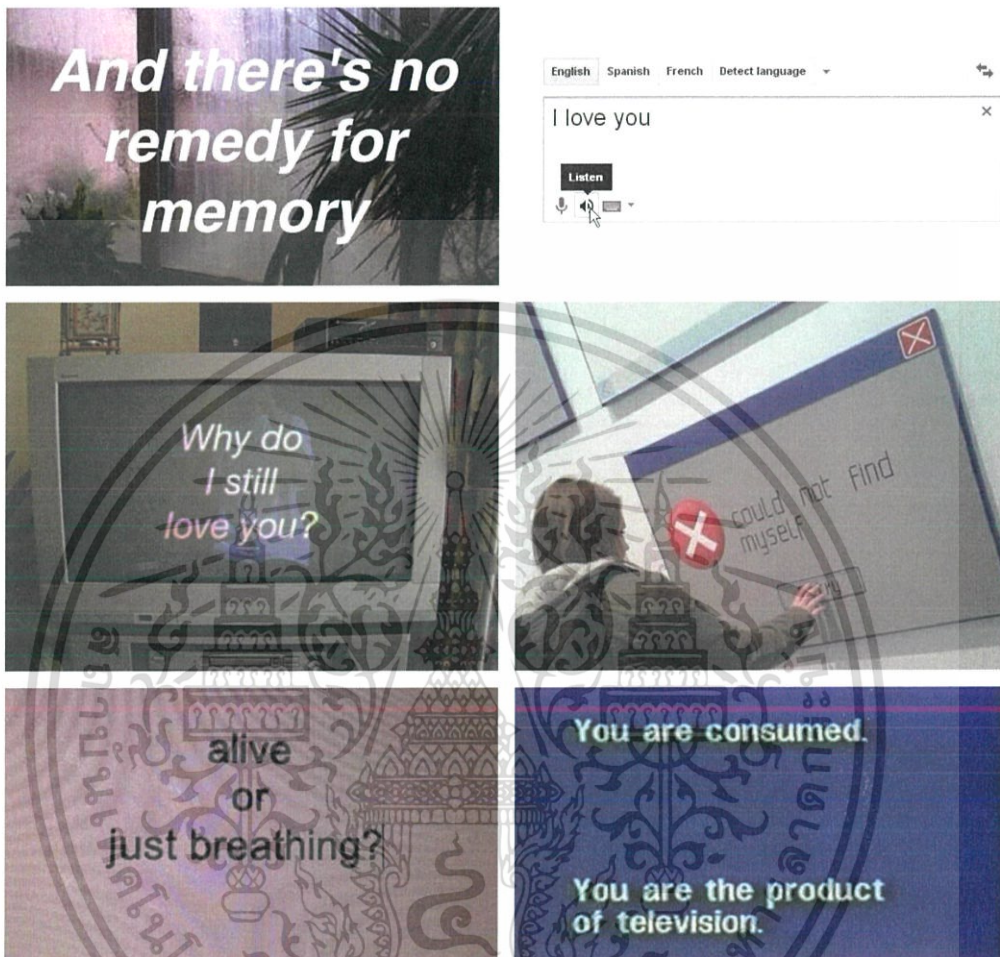 And there's no
remedy for
memory
English Spanish French Detect language
I love you
Listen
Why do
I still
love you?
could not find
myself
alive
or
just breathing?
You are consumed.
You are the product
of television.